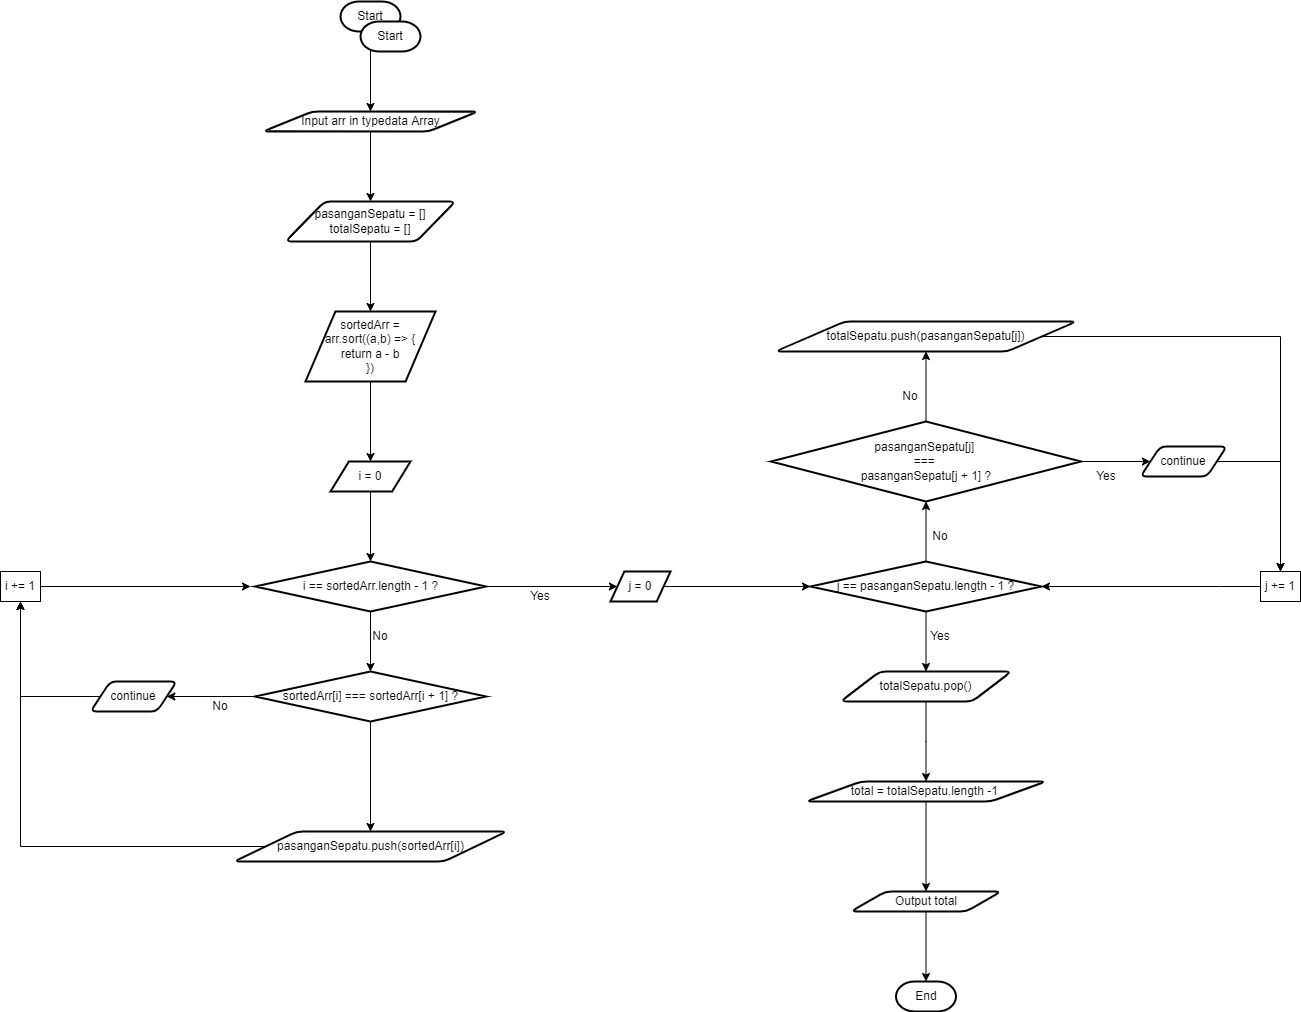 Start
Start
Input arr in typedata Array
pasanganSepatu = []
totalSepatu = []
sortedArr =
arr.sort((a,b) => {
return a - b
})
i = 0
i += 1
i == sortedArr.length - 1 ?
Yes
No
sortedArr[i] === sortedArr[i + 1] ?
No
continue
pasanganSepatu.push(sortedArr[i])
j = 0
j == pasanganSepatu.length - 1 ?
No
pasanganSepatu[j]
===
pasanganSepatu[j + 1] ?
Yes
continue
No
totalSepatu.push(pasanganSepatu[j])
j += 1
Yes
totalSepatu.pop()
total = totalSepatu.length -1
Output total
End